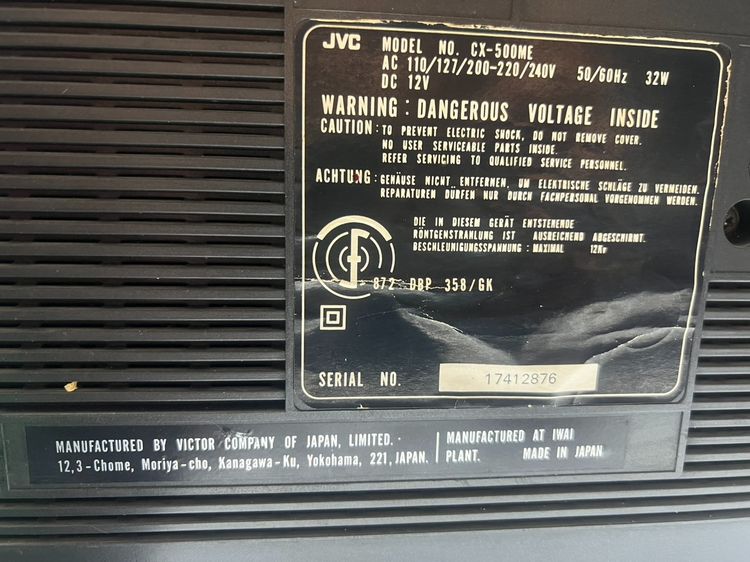 JVC MODEL NO. CX-500ME
AC 110/127/200-220/240V 50/60Hz 32W
DC 12V
WARNING: DANGEROUS VOLTAGE INSIDE
CAUTION: TO PREVENT ELECTRIC SHOCK, DO NOT REMOVE COVER.
NO USER SERVICEABLE PARTS INSIDE.
REFER SERVICING TO QUALIFIED SERVICE PERSONNEL.
ACHTUNG: GENÄUSE NICHT ENTFERNEN, UM ELEKTRISCHE SCHLÄGE ZU VERMEIDEN.
REPARATUREN DÜRFEN NUR DURCH FACHPERSONAL VORGENOMMEN WERDEN.
DIE IN DIESEM GERÄT ENTSTEHENDE
RÖNTGENSTRAHLUNG IST AUSREICHEND ABGESCHIRMT.
BESCHLEUNIGUNGSSPANNUNG: MAXIMAL 12KV
872 DBP 358/GK
SERIAL NO. 17412876
MANUFACTURED BY VICTOR COMPANY OF JAPAN, LIMITED.
12,3-Chome, Moriya-cho, Kanagawa-Ku, Yokohama, 221, JAPAN.
MANUFACTURED AT IWAI
PLANT. MADE IN JAPAN